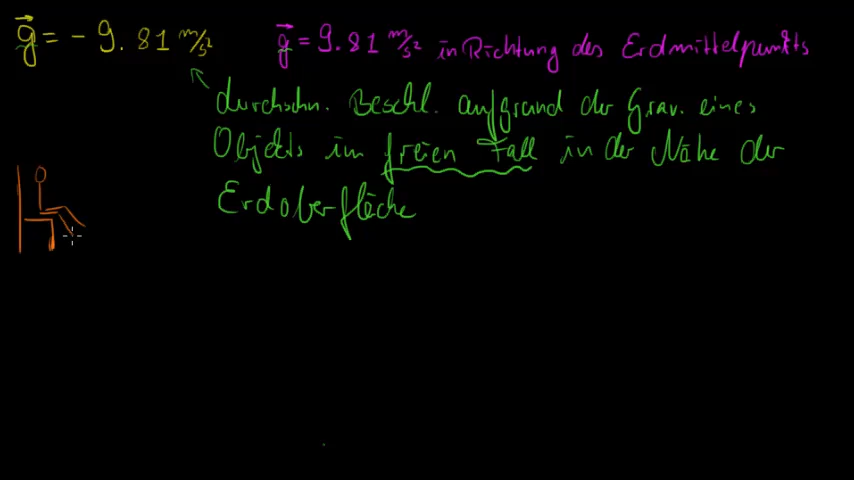 g⃗ = - 9.81 m/s² g⃗ = 9.81 m/s² in Richtung des Erdmittelpunkts
durchschn. Beschl. aufgrund der Grav. eines
Objekts im freien Fall in der Nähe der
Erdoberfläche